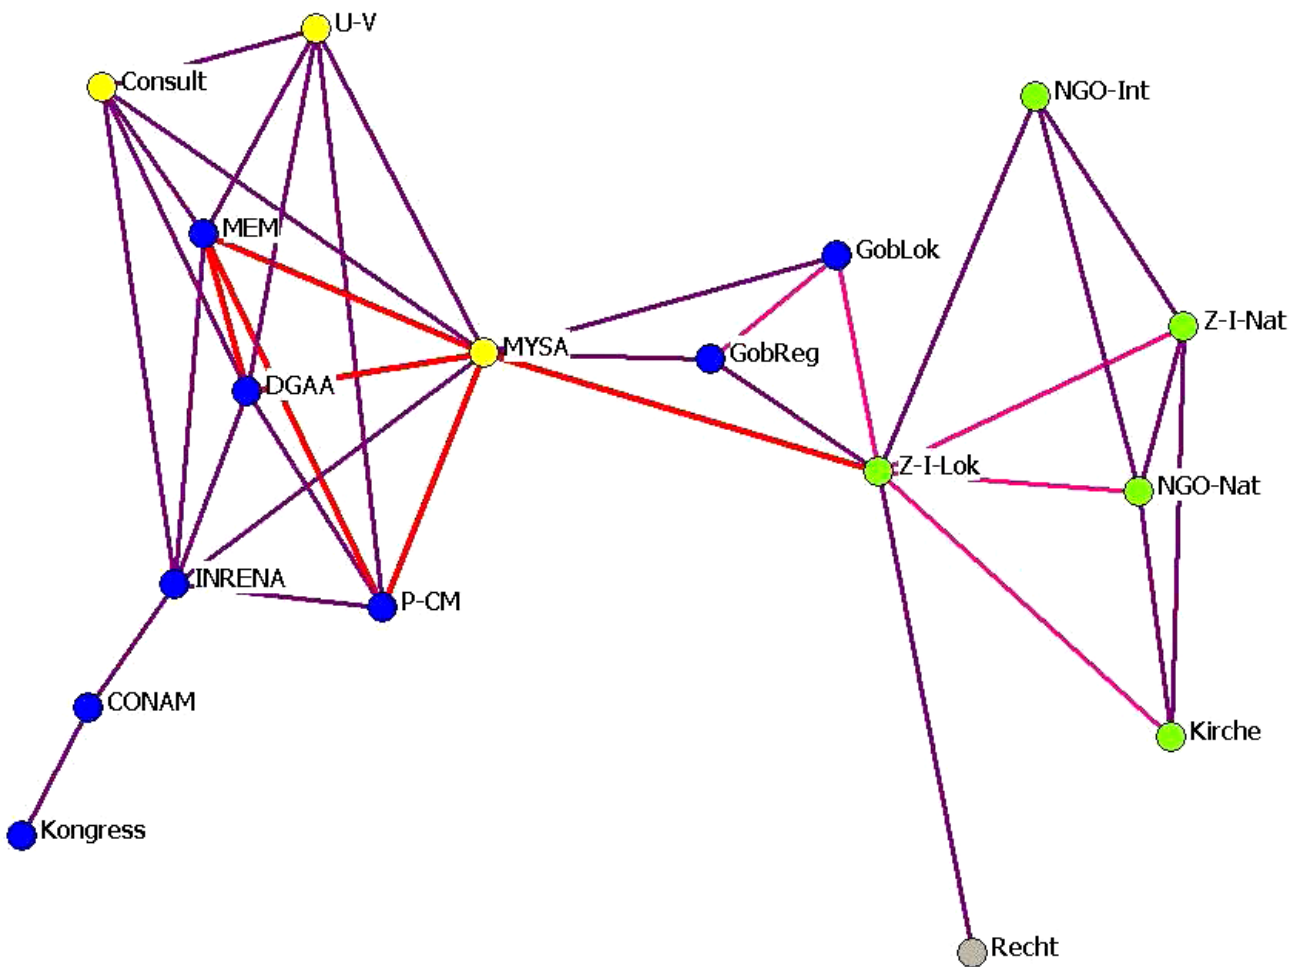 U-V
Consult
NGO-Int
MEM
GobLok
Z-I-Nat
MYSA
GobReg
DGAA
Z-I-Lok
NGO-Nat
INRENA
P-CM
CONAM
Kirche
Kongress
Recht